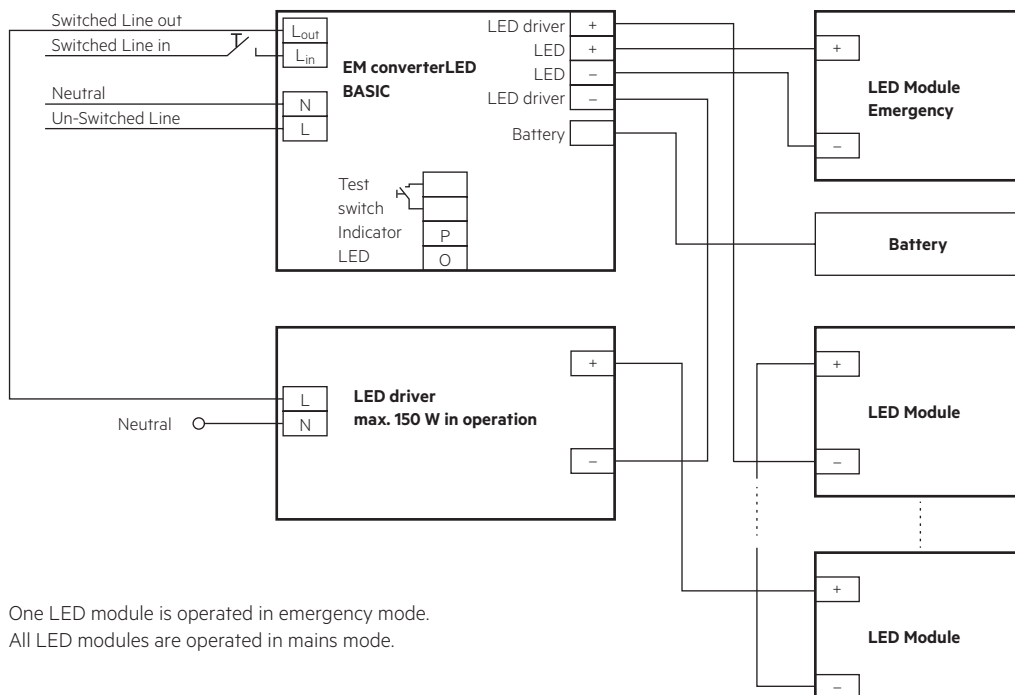 Switched Line out
Switched Line in
Neutral
Un-Switched Line
Lout
Lin
N
L
EM converterLED
BASIC
LED driver +
LED +
LED –
LED driver –
Battery
Test
switch
Indicator P
LED O
+
–
LED Module
Emergency
Battery
L
N
Neutral
LED driver
max. 150 W in operation
+
–
+
–
LED Module
+
–
LED Module
One LED module is operated in emergency mode.
All LED modules are operated in mains mode.